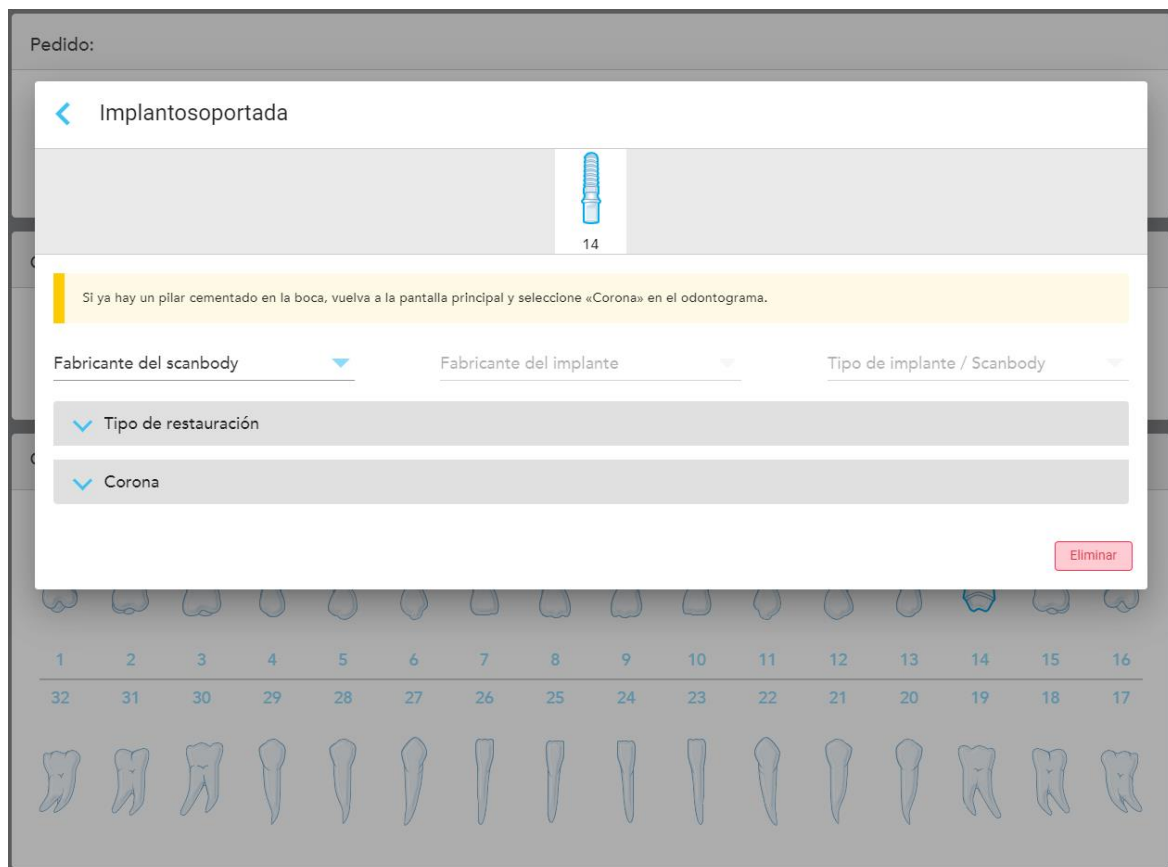 Pedido:
Implantosoportada
14
Si ya hay un pilar cementado en la boca, vuelva a la pantalla principal y seleccione «Corona» en el odontograma.
Fabricante del scanbody Fabricante del implante Tipo de implante / Scanbody
Tipo de restauración
Corona
Eliminar
1 2 3 4 5 6 7 8 9 10 11 12 13 14 15 16
32 31 30 29 28 27 26 25 24 23 22 21 20 19 18 17